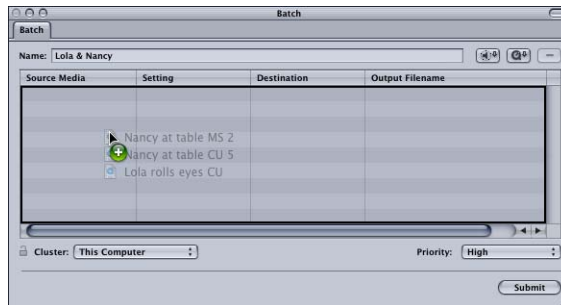 Batch
Batch
Name: Lola & Nancy
Source Media Setting Destination Output Filename
Nancy at table MS 2
Nancy at table CU 5
Lola rolls eyes CU
Cluster: This Computer Priority: High
Submit